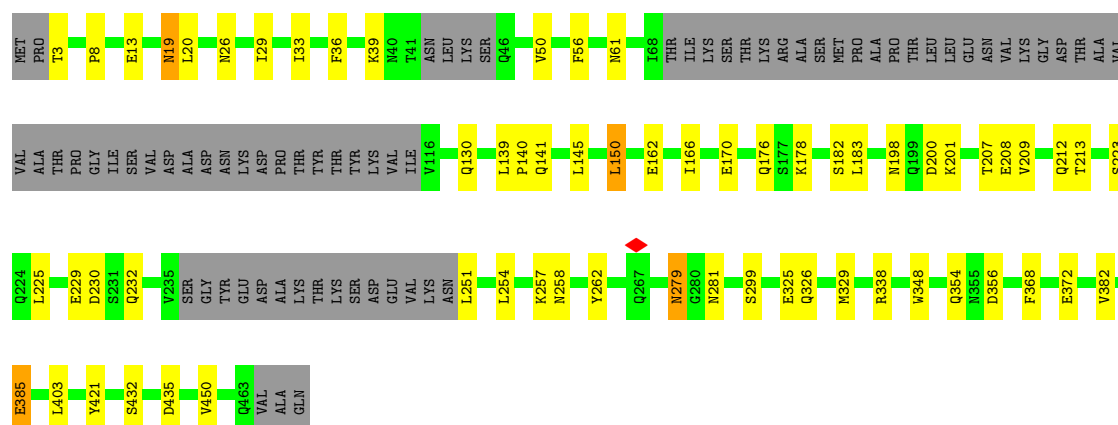 MET PRO T3 P8 E13 N19 L20 N26 I29 I33 F36 K39 N40 T41 ASN LEU LYS SER Q46 V50 F56 N61 I68 THR ILE LYS SER THR LYS ARG ALA SER MET PRO ALA PRO THR LEU LEU GLU ASN VAL LYS GLY ASP THR ALA VAL
VAL ALA THR PRO GLY ILE SER VAL ASP ALA ASP ASN LYS ASP PRO THR TYR THR TYR LYS VAL ILE V116 Q130 L139 P140 Q141 L145 L150 E162 I166 E170 Q176 S177 K178 S182 L183 N198 Q199 D200 K201 T207 E208 V209 Q212 T213 S223
Q224 L225 E229 D230 S231 Q232 V235 SER GLY TYR GLU ASP ALA LYS THR LYS SER ASP GLU VAL LYS ASN L251 L254 K257 N258 Y262 Q267 N279 G280 N281 S299 E325 Q326 M329 R338 W348 Q354 N355 D356 F368 E372 V382
E385 L403 Y421 S432 D435 V450 Q463 VAL ALA GLN